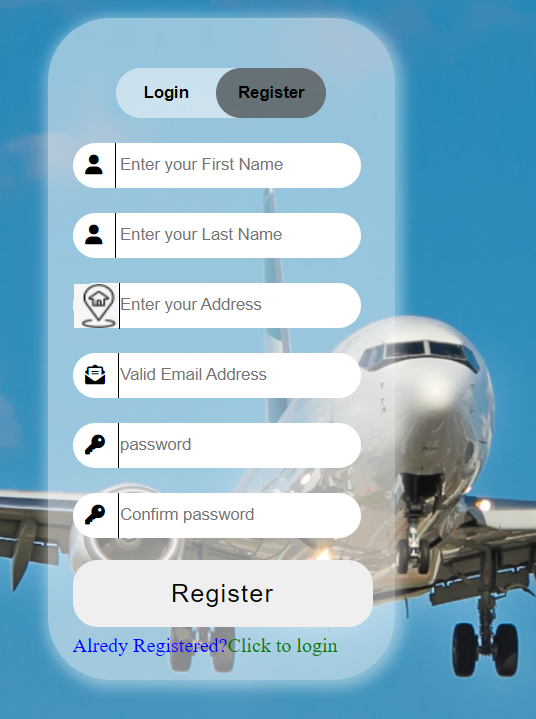 Login Register
Enter your First Name
Enter your Last Name
Enter your Address
Valid Email Address
password
Confirm password
Register
Alredy Registered?Click to login